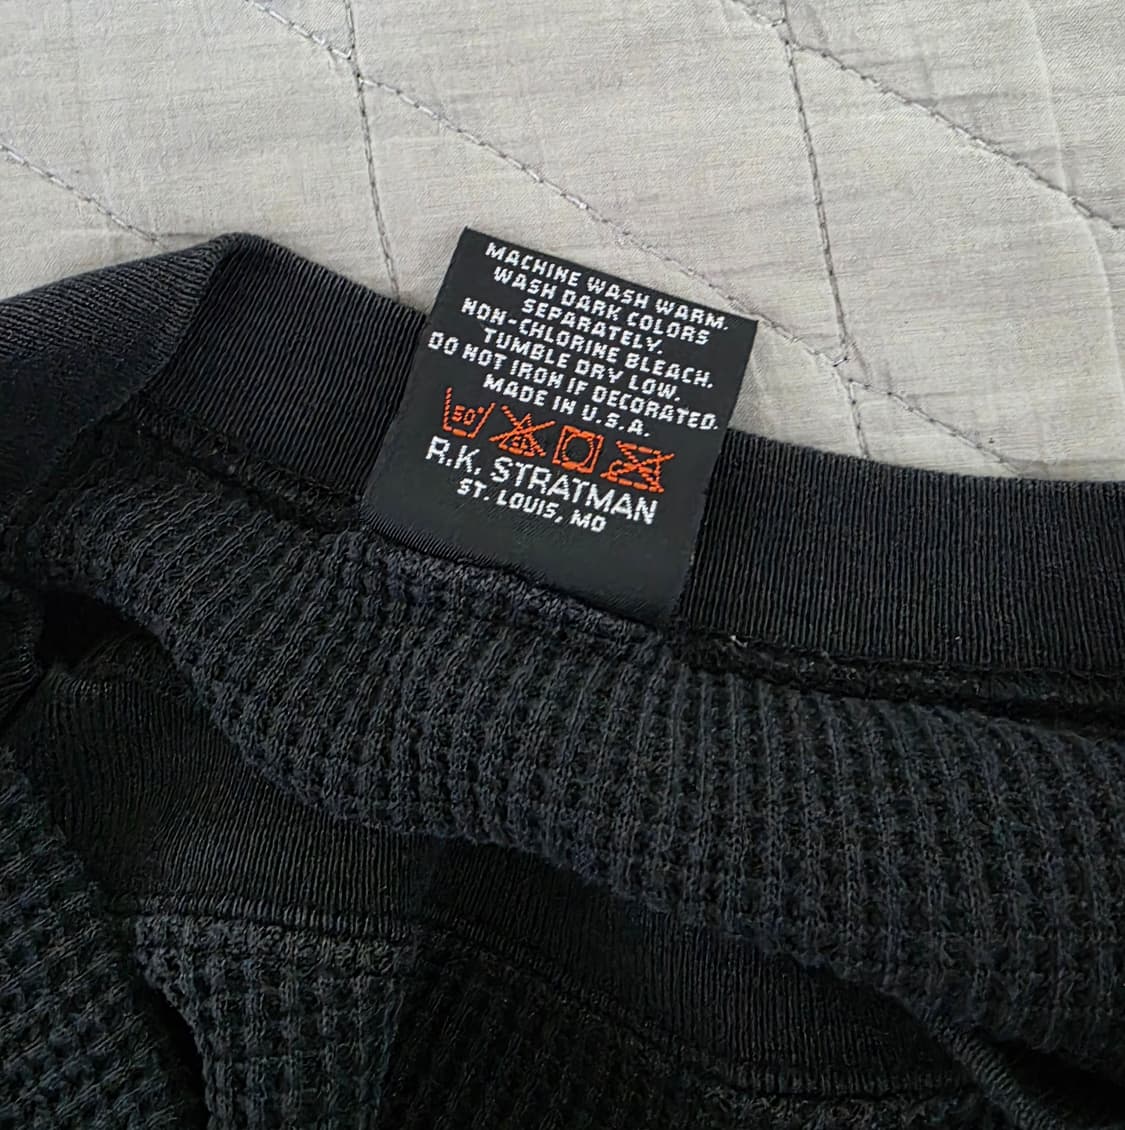 MACHINE WASH WARM.
WASH DARK COLORS
SEPARATELY.
NON-CHLORINE BLEACH.
TUMBLE DRY LOW.
DO NOT IRON IF DECORATED.
MADE IN U.S.A.
50°
R.K. STRATMAN
ST. LOUIS, MO